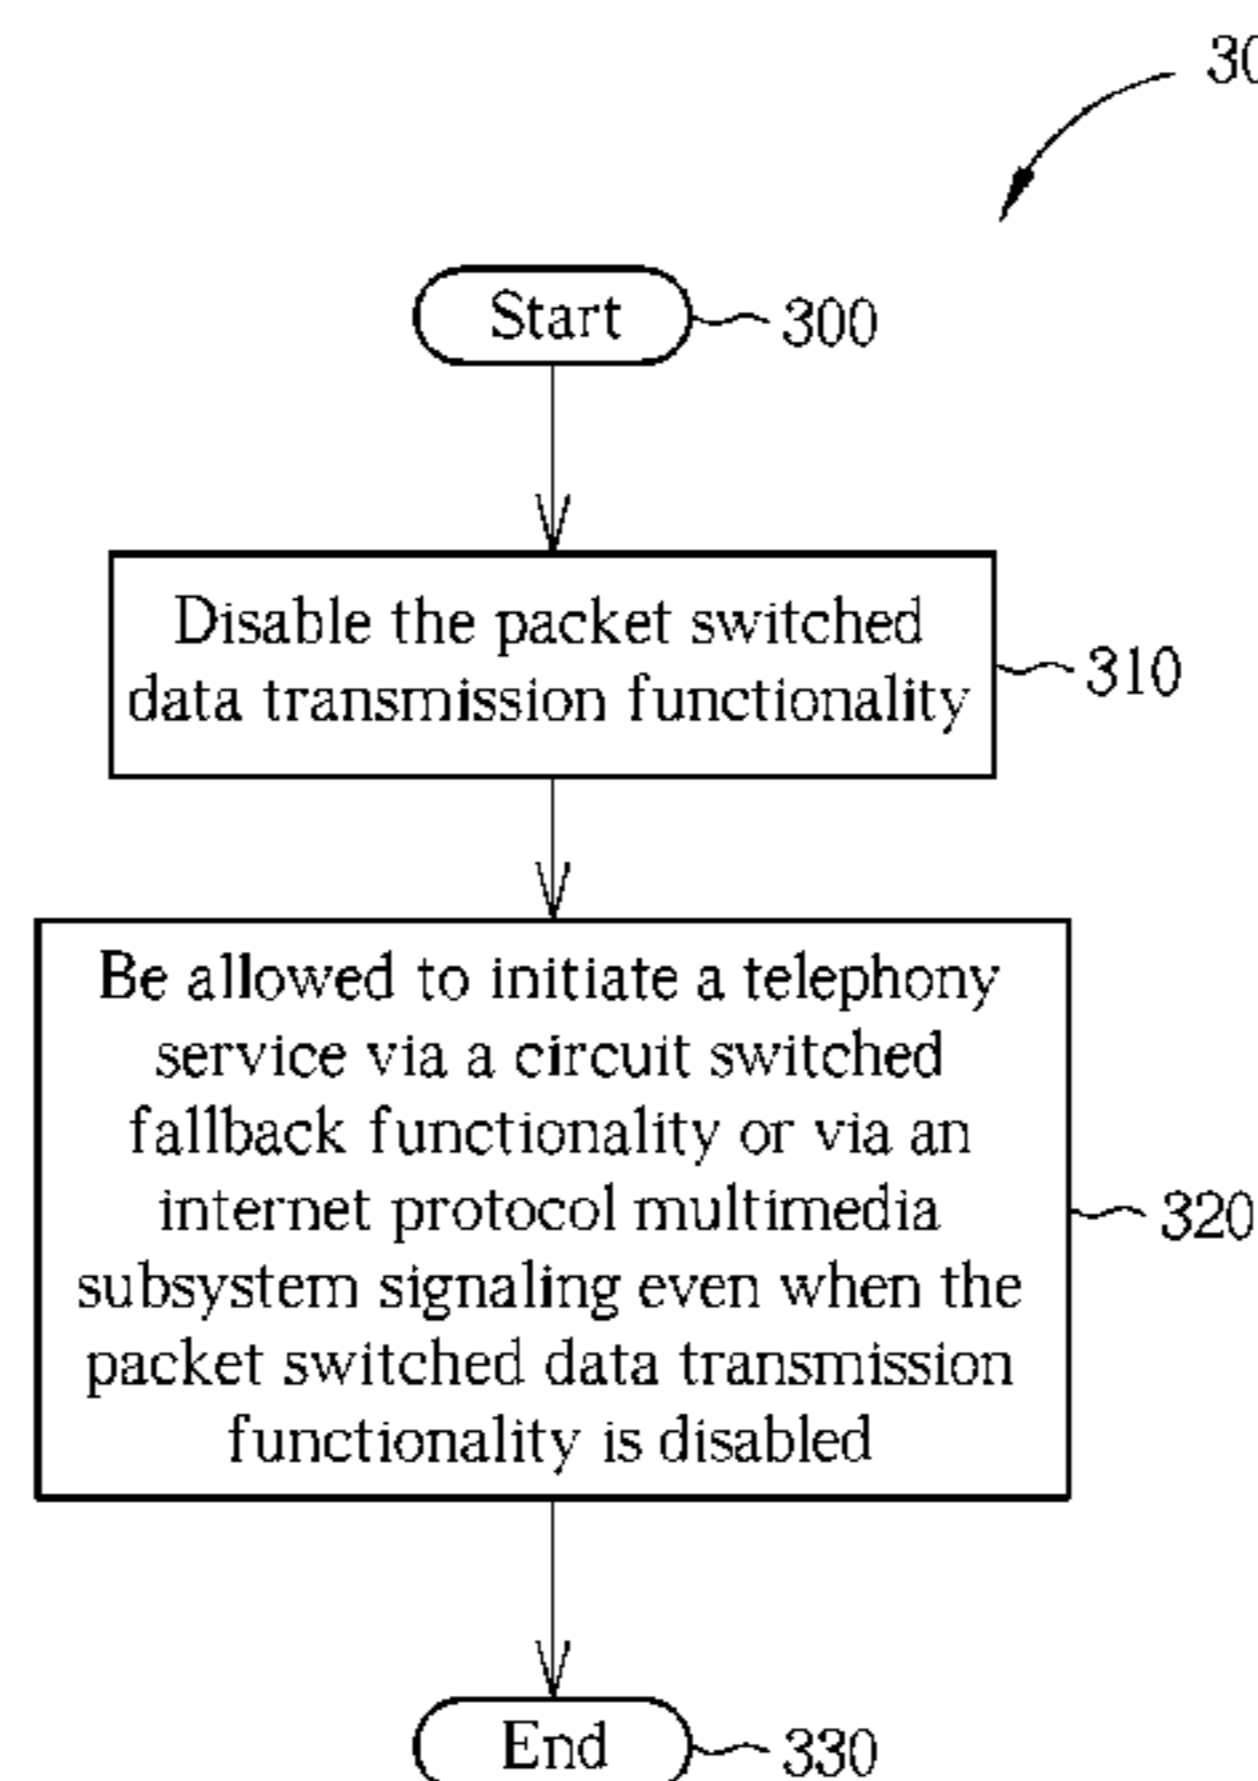 30
Start
300
Disable the packet switched
data transmission functionality
310
Be allowed to initiate a telephony
service via a circuit switched
fallback functionality or via an
internet protocol multimedia
subsystem signaling even when the
packet switched data transmission
functionality is disabled
320
End
330